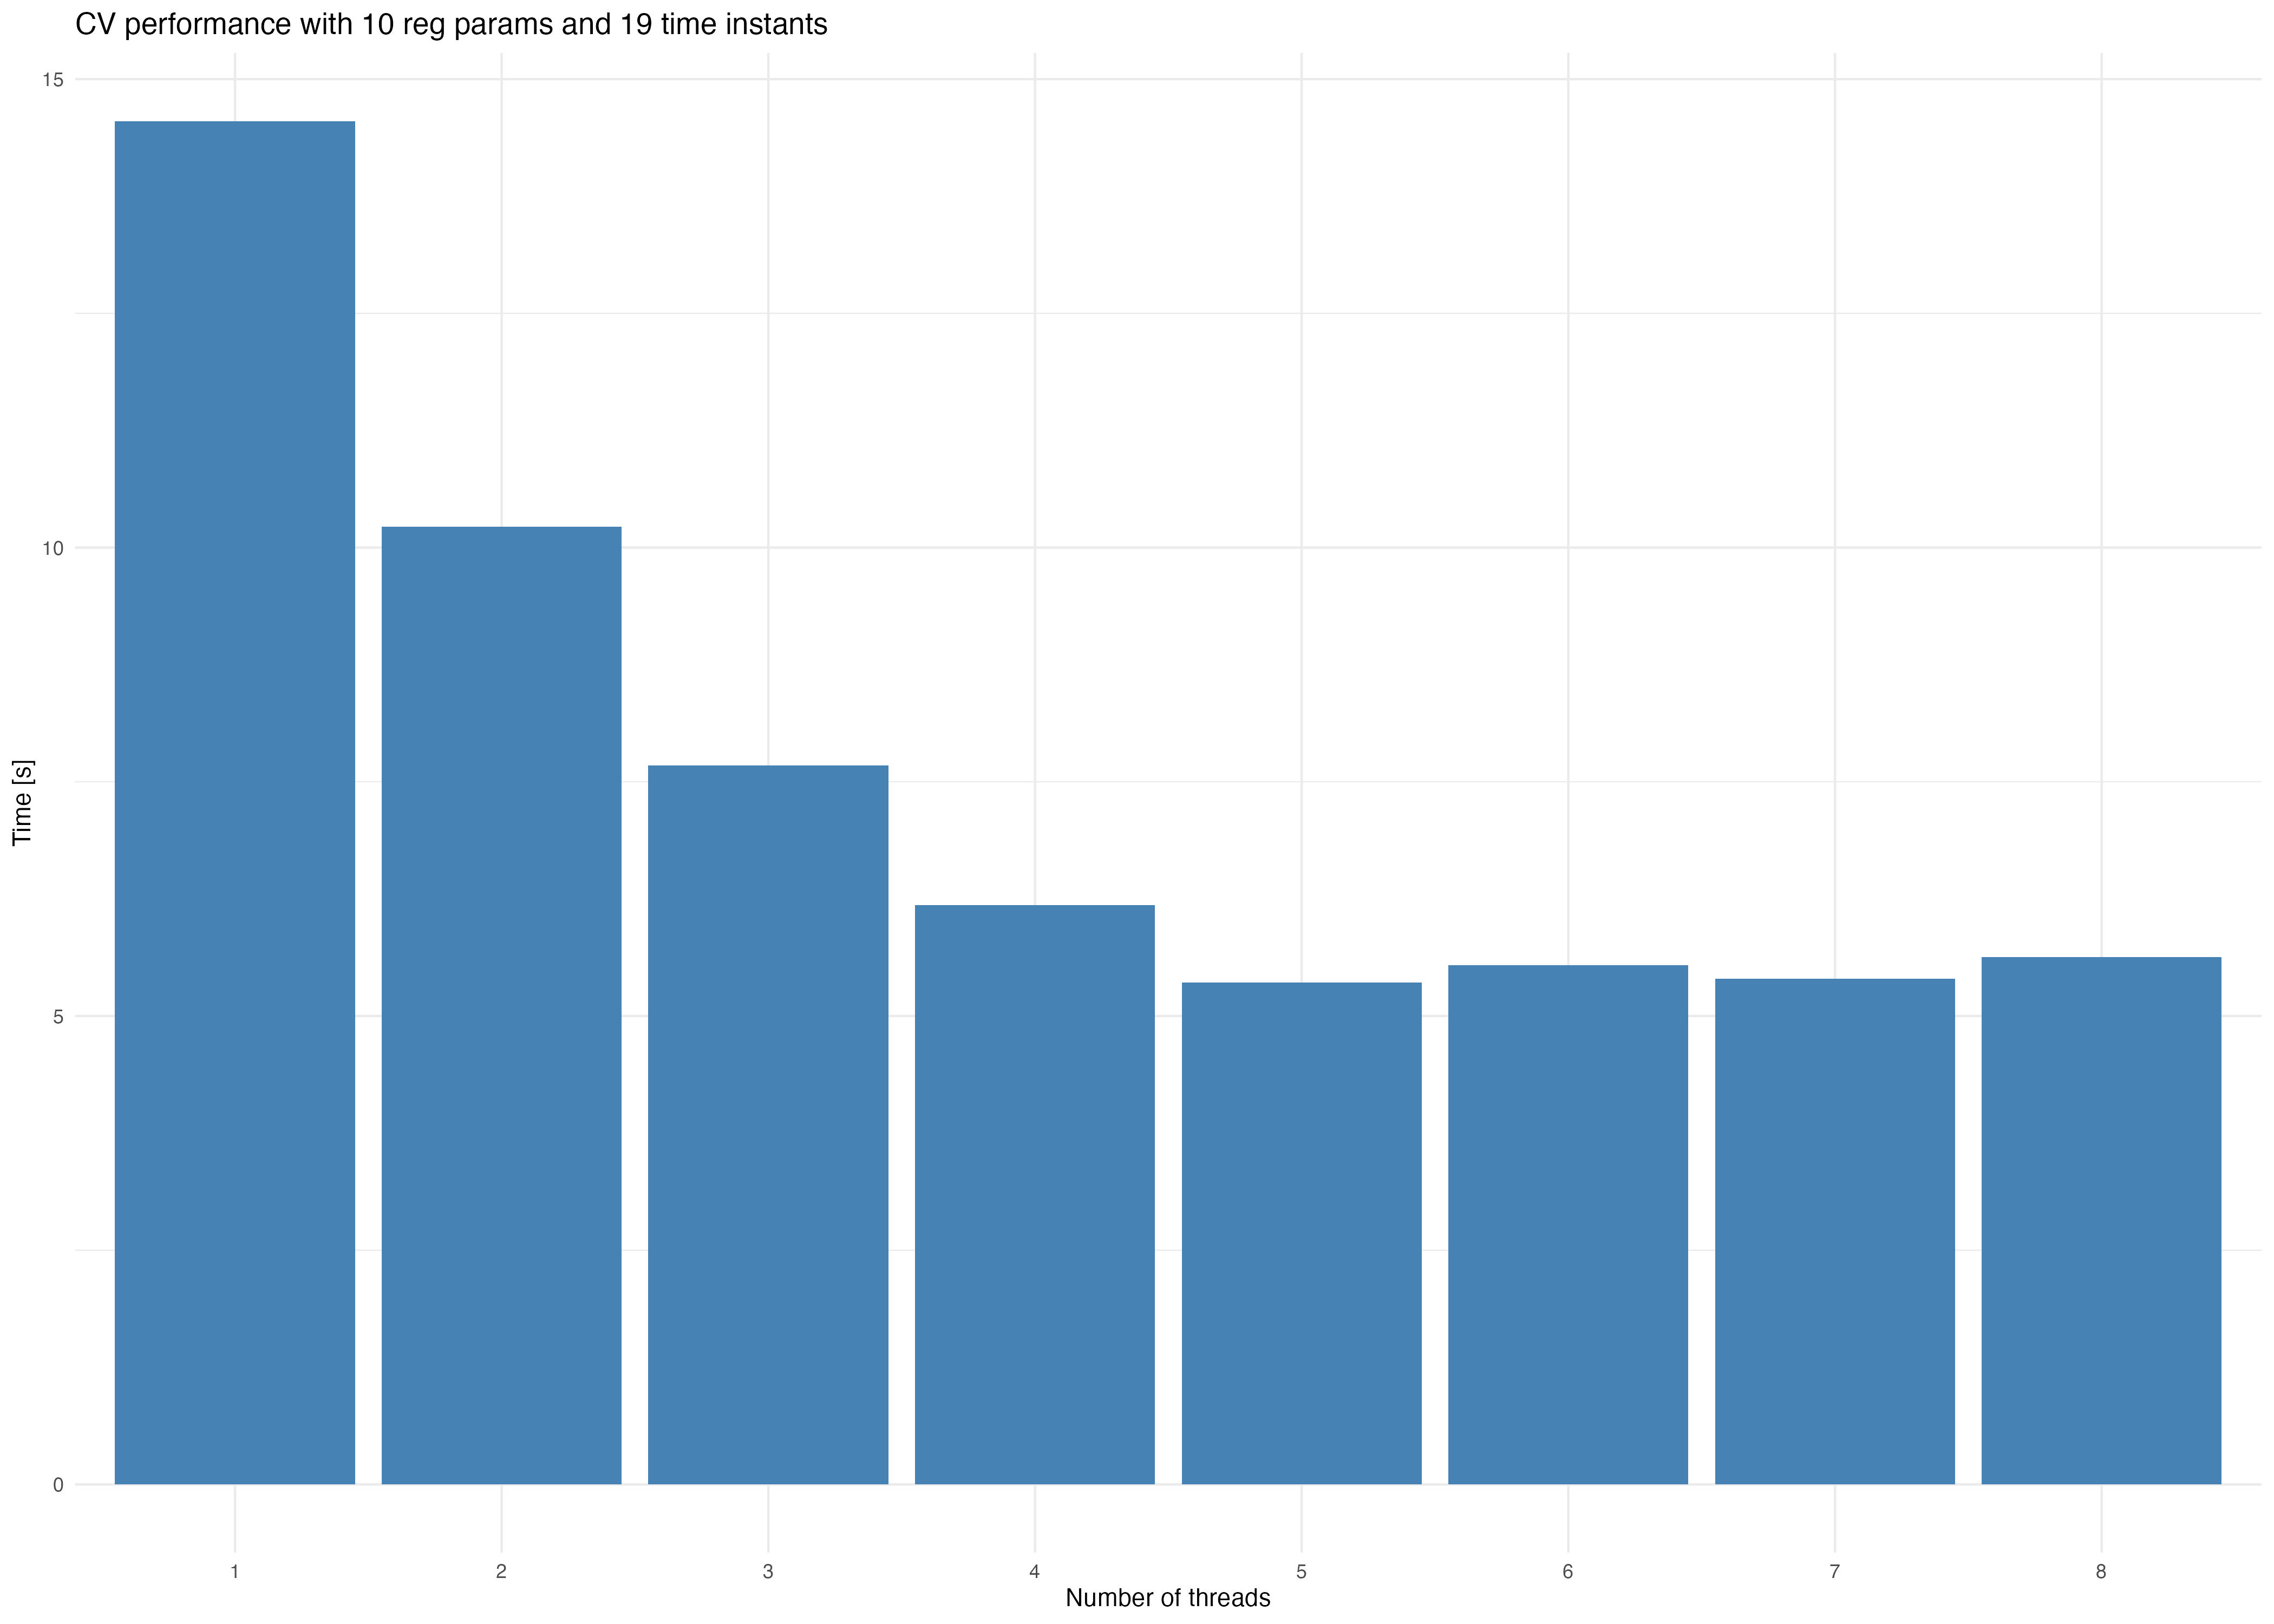 CV performance with 10 reg params and 19 time instants
15
10
5
0
Time [s]
1 2 3 4 5 6 7 8
Number of threads